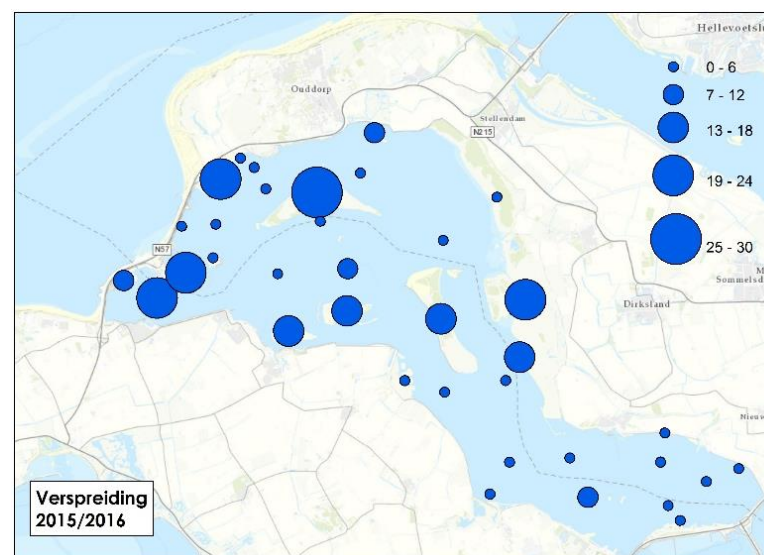 Hellevoetslu
Ouddorp
Stellendam
N215
0 - 6
7 - 12
13 - 18
19 - 24
25 - 30
N57
M
Sommelsd
Dirksland
Nieuw
Verspreiding
2015/2016